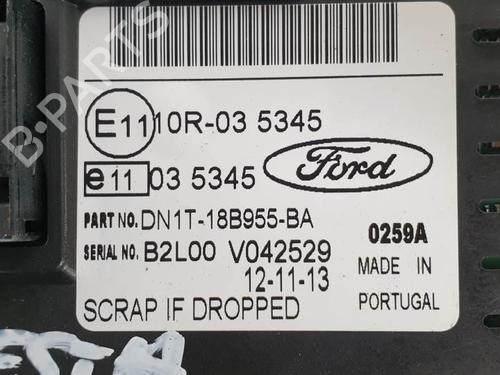 E11 10R-03 5345
e11 03 5345
Ford
PART NO. DN1T-18B955-BA
SERIAL NO. B2L00 V042529
0259A
12-11-13
MADE IN
PORTUGAL
SCRAP IF DROPPED
B-PARTS